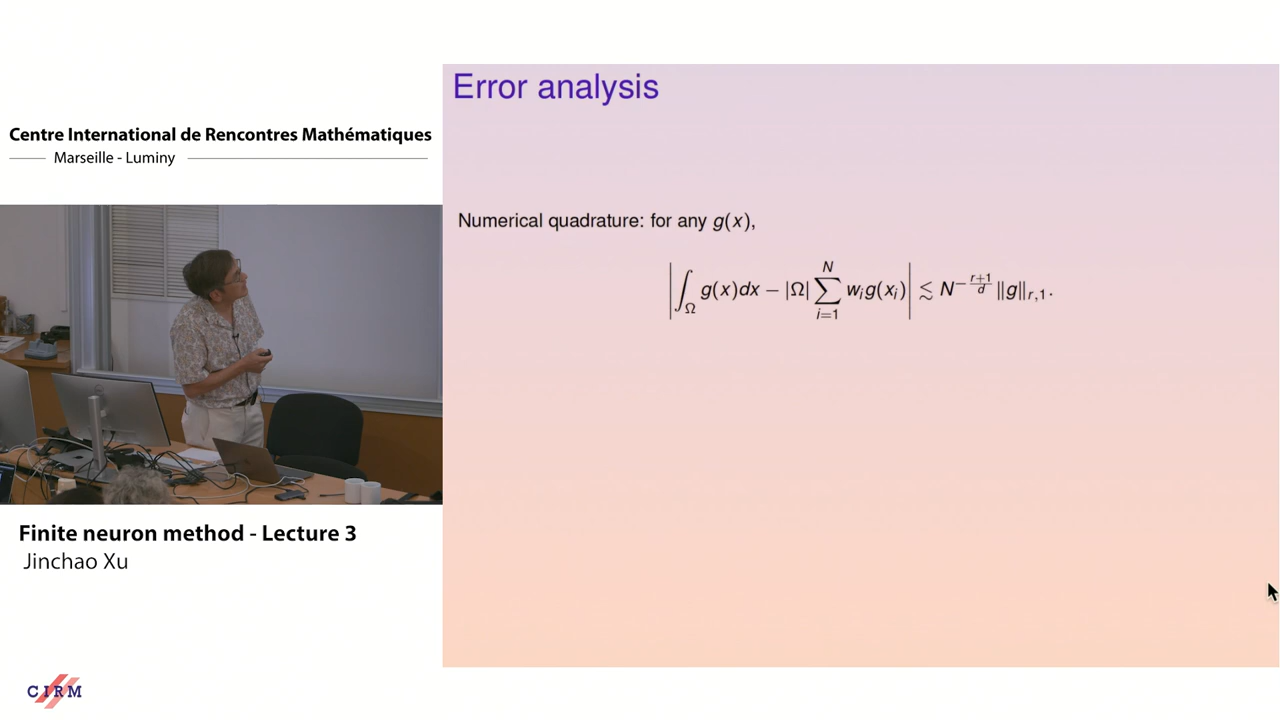 Centre International de Rencontres Mathématiques
Marseille - Luminy
Error analysis
Numerical quadrature: for any g(x),
|∫_Ω g(x)dx − |Ω| ∑_{i=1}^{N} w_i g(x_i)| ≲ N^{−\frac{r+1}{d}} ‖g‖_{r,1}.
Finite neuron method - Lecture 3
Jinchao Xu
CIRM